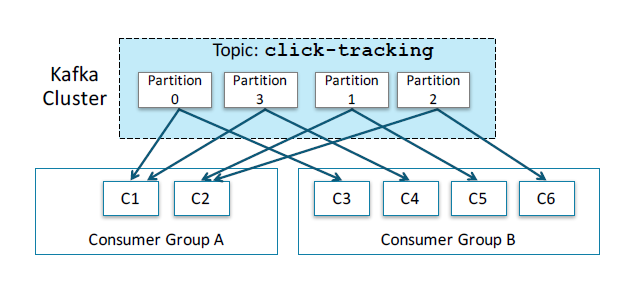 Topic: click-tracking
Kafka
Cluster
Partition
0
Partition
3
Partition
1
Partition
2
C1
C2
C3
C4
C5
C6
Consumer Group A
Consumer Group B